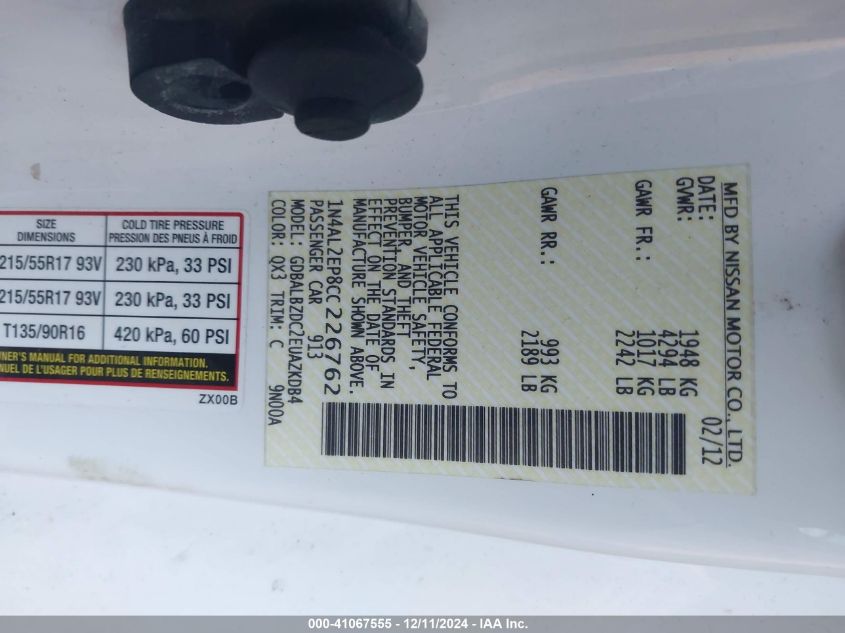 SIZE
DIMENSIONS
COLD TIRE PRESSURE
PRESSION DES PNEUS À FROID
215/55R17 93V
230 kPa, 33 PSI
215/55R17 93V
230 kPa, 33 PSI
T135/90R16
420 kPa, 60 PSI
NER'S MANUAL FOR ADDITIONAL
NUEL DE L'USAGER POUR PLUS DE RENSEIGNEMENTS.
ZX00B
MFD BY NISSAN MOTOR CO., LTD.
DATE: 02/12
GVWR: 1948 KG
4294 LB
GAWR FR.: 1017 KG
2242 LB
GAWR RR.: 993 KG
2189 LB
THIS VEHICLE CONFORMS TO
ALL APPLICABLE FEDERAL
MOTOR VEHICLE SAFETY,
BUMPER, AND THEFT
PREVENTION STANDARDS IN
EFFECT ON THE DATE OF
MANUFACTURE SHOWN ABOVE.
1N4AL2EP8CC226762
PASSENGER CAR 913
MODEL: GDBALBZDC2EUAZKDB4
COLOR: QX3 TRIM: C 9N00A
000-41067555 - 12/11/2024 - IAA Inc.